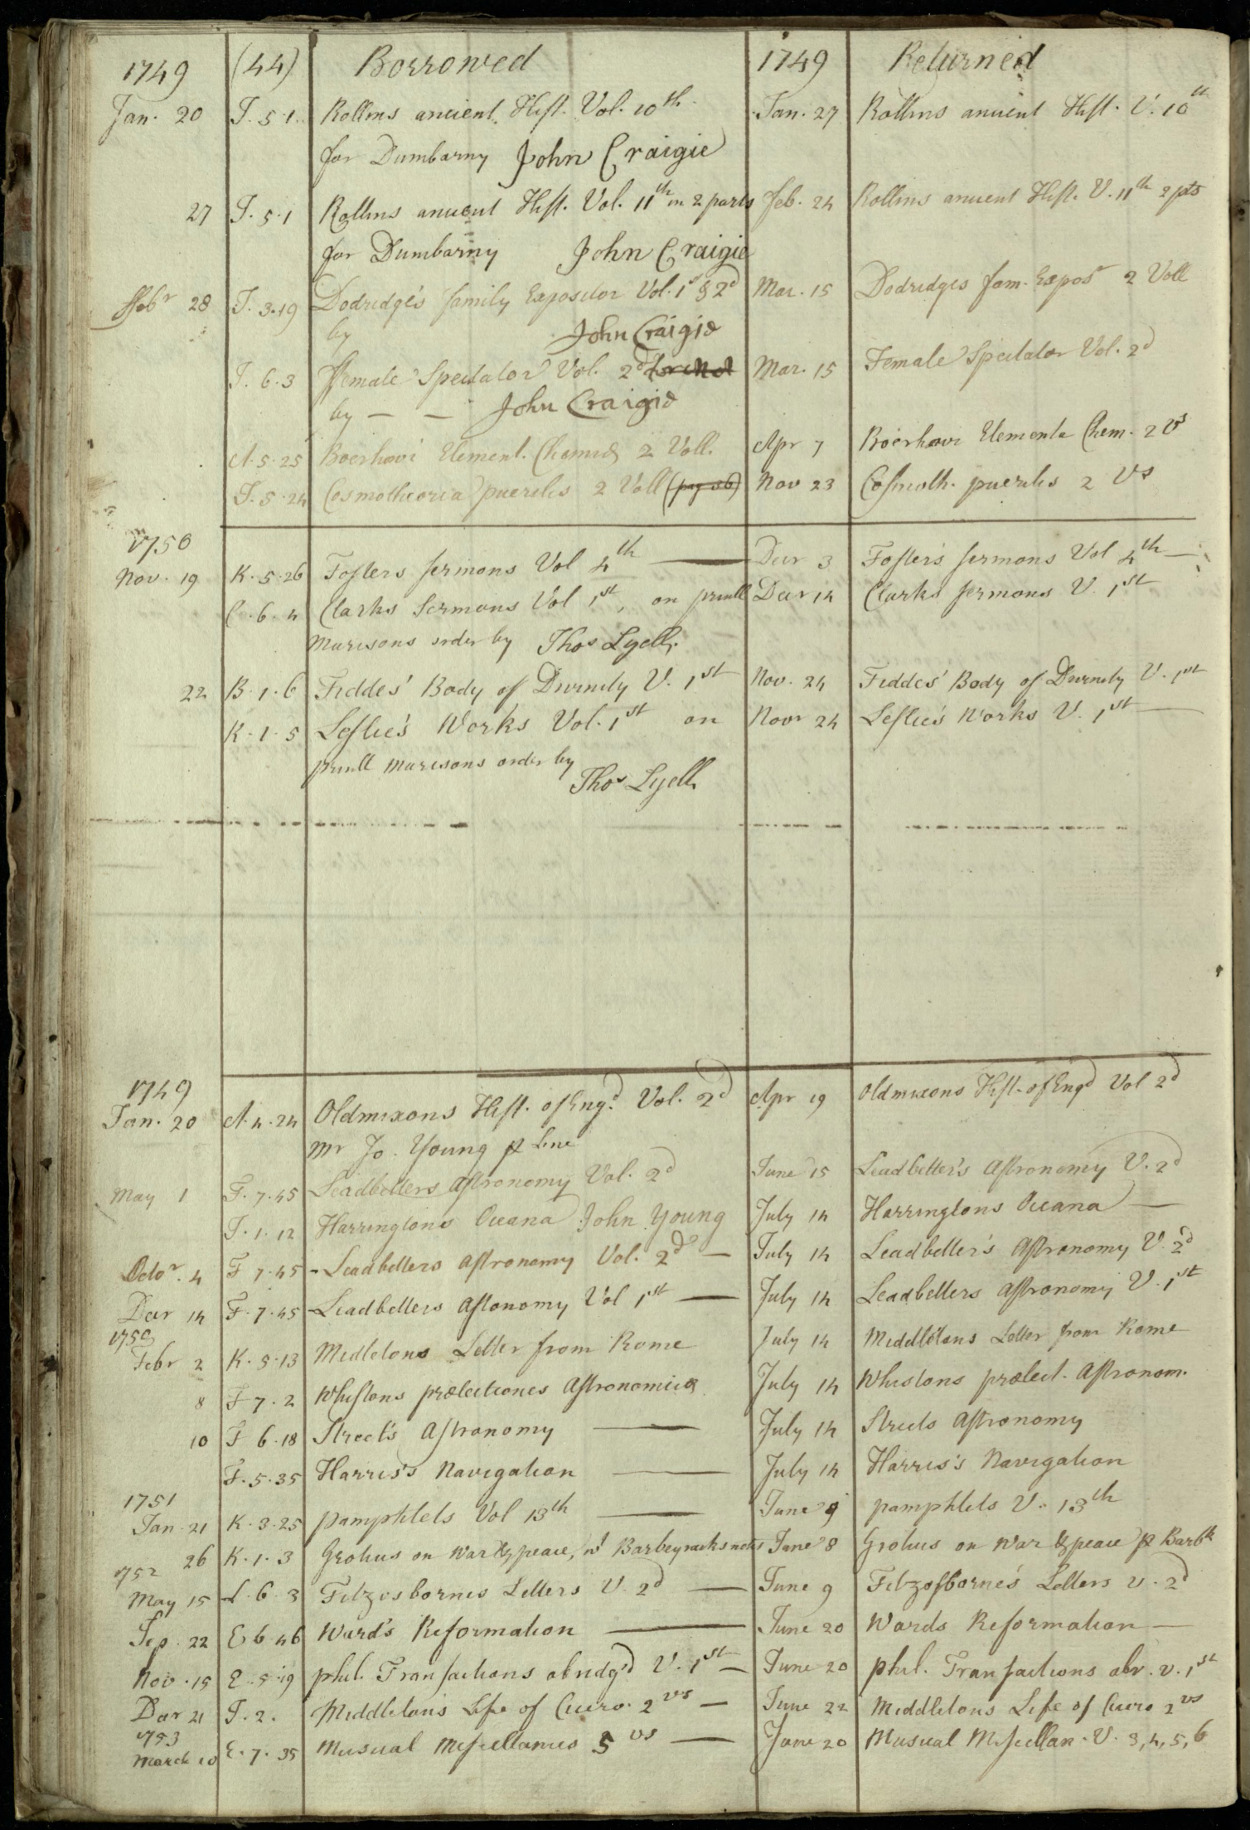 1749 (44) Borrowed 1749 Returned
Jan. 20 J. 5. 1. Rollins ancient Hist. Vol. 10th Jan. 27 Rollins ancient Hist. V. 10th
for Dumbarny John Craigie
27 J. 5. 1 Rollins ancient Hist. Vol. 11th in 2 parts Feb. 24 Rollins ancient Hist. V. 11th 2 pts
for Dumbarny John Craigie
Febr 28 J. 3. 19 Dodridge's family Expositor Vol. 1st & 2d Mar. 15 Dodridges fam. Expos 2 Voll
by John Craigie
J. 6. 3 Female Spectator Vol. 2d Mar. 15 Female Spectator Vol. 2d
by — — John Craigie
A. 5. 25 Boerhavi Element. Chemiæ 2 Voll. Apr 7 Boerhavi Elementa Chem. 2 vs
J. 5. 24 Cosmotheoria puerilis 2 Voll Nov 23 Cosmoth. puerilis 2 vs
1750
Nov. 19 K. 5. 26 Fosters sermons Vol 4th — Decr 3 Foster's sermons Vol 4th —
C. 6. 4 Clarks Sermons Vol 1st, on prinll Decr 14 Clarks sermons V. 1st
Murisons order by Thos Lyell.
22 B. 1. 6 Fiddes' Body of Divinity V. 1st Nov. 24 Fiddes' Body of Divinity V. 1st
K. 1. 5 Leslie's Works Vol. 1st on Novr 24 Leslie's Works V. 1st —
prinll Murisons order by
Thos Lyell
1749
Jan. 20 A. 4. 24 Oldmixons Hist. of Engd. Vol. 2d Apr 19 Oldmixons Hist. of Engd Vol 2d
Mr Jo. Young p line
May 1 F. 7. 45 Leadbetters Astronomy Vol. 2d June 15 Leadbetter's Astronomy V. 2d
J. 1. 12 Harringtons Oceana John Young July 14 Harringtons Oceana —
Octor. 4 F 7. 45 - Leadbetters Astronomy Vol. 2d — July 14 Leadbetter's Astronomy V. 2d
Decr 14 F. 7. 45 - Leadbetters Astonomy Vol 1st — July 14 Leadbetters Astronomy V. 1st
1750
Febr 2 K. 5. 13 Midletons Letter from Rome July 14 Middletons Letter from Rome
8 F 7. 2 Whistons prælectiones Astronomicæ July 14 Whistons prælect. Astronom.
10 F 6. 18 Street's Astronomy — July 14 Streets Astronomy
F. 5. 35 Harris's Navigation — July 14 Harris's Navigation
1751
Jan. 21 K. 3. 25 pamphlets Vol 13th — June 9 pamphlets V. 13th
26 K. 1. 3 Grotius on War & peace, wt Barbeyracks notes June 8 Grotius on War & peace p Barbk
1752
May 15 L. 6. 3 Fitzosbornes Letters V. 2d — June 9 Fitzosborne's Letters v. 2d
Sep. 22 E 6 46 Ward's Reformation — June 20 Wards Reformation —
Nov. 15 E. 5. 19 phil. Transactions abridg'd V. 1st — June 20 phil. Transactions abr. v. 1st
Decr 21 J. 2. Middleton's Life of Cicero. 2 vs — June 22 Middletons Life of Cicero 2 vs
1753
March 10 E. 7. 35 Musical Miscellanies 5 vs — June 20 Musical Miscellan. V. 3, 4, 5, 6